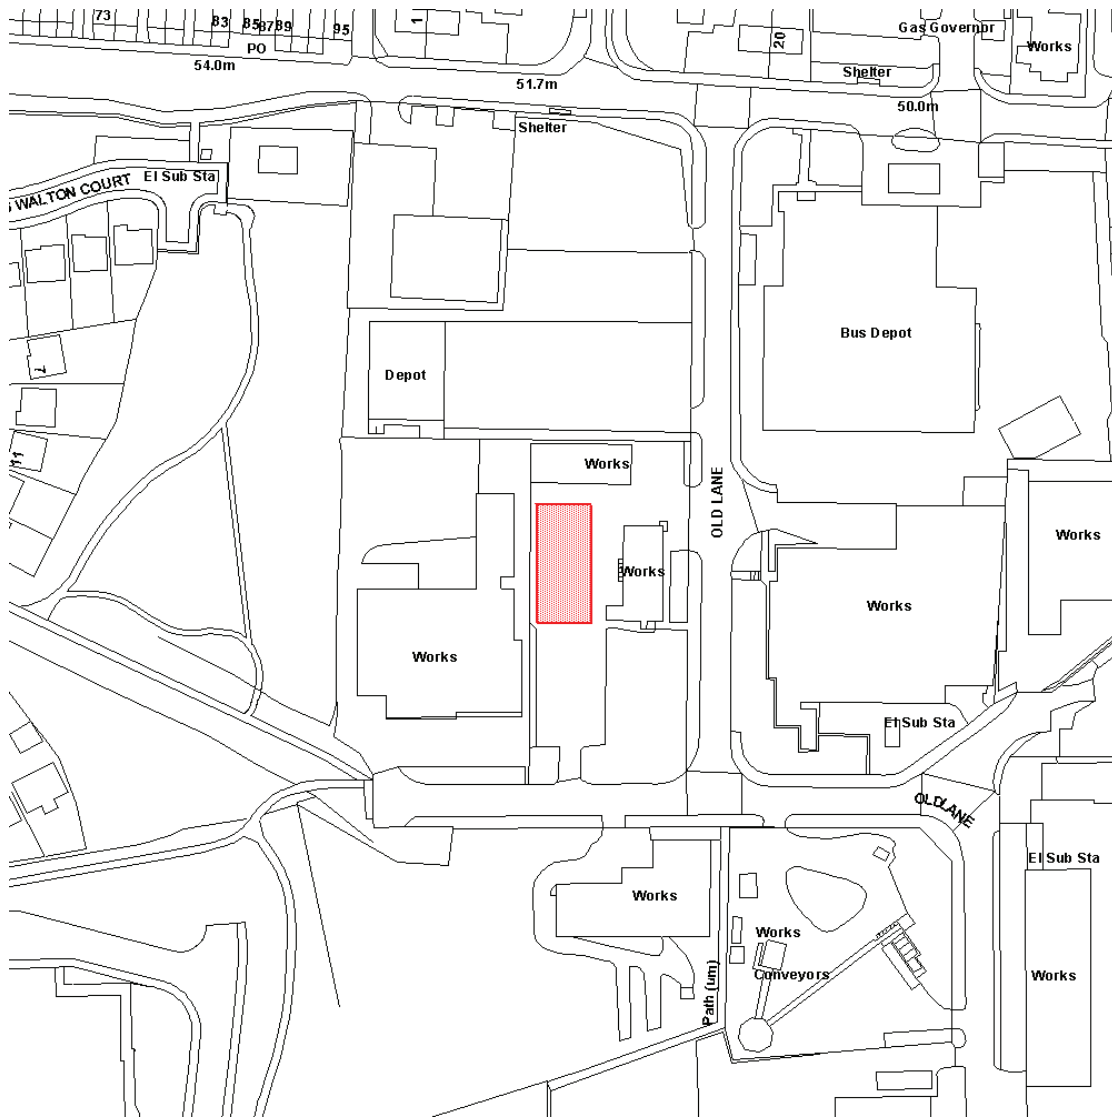 73
83
85
87
89
95
1
20
Gas Governor
Works
PO
54.0m
51.7m
Shelter
50.0m
Shelter
El Sub Sta
WALTON COURT
Bus Depot
7
Depot
11
Works
OLD LANE
Works
Works
Works
Works
El Sub Sta
OLD LANE
El Sub Sta
Works
Works
Conveyors
Path (um)
Works